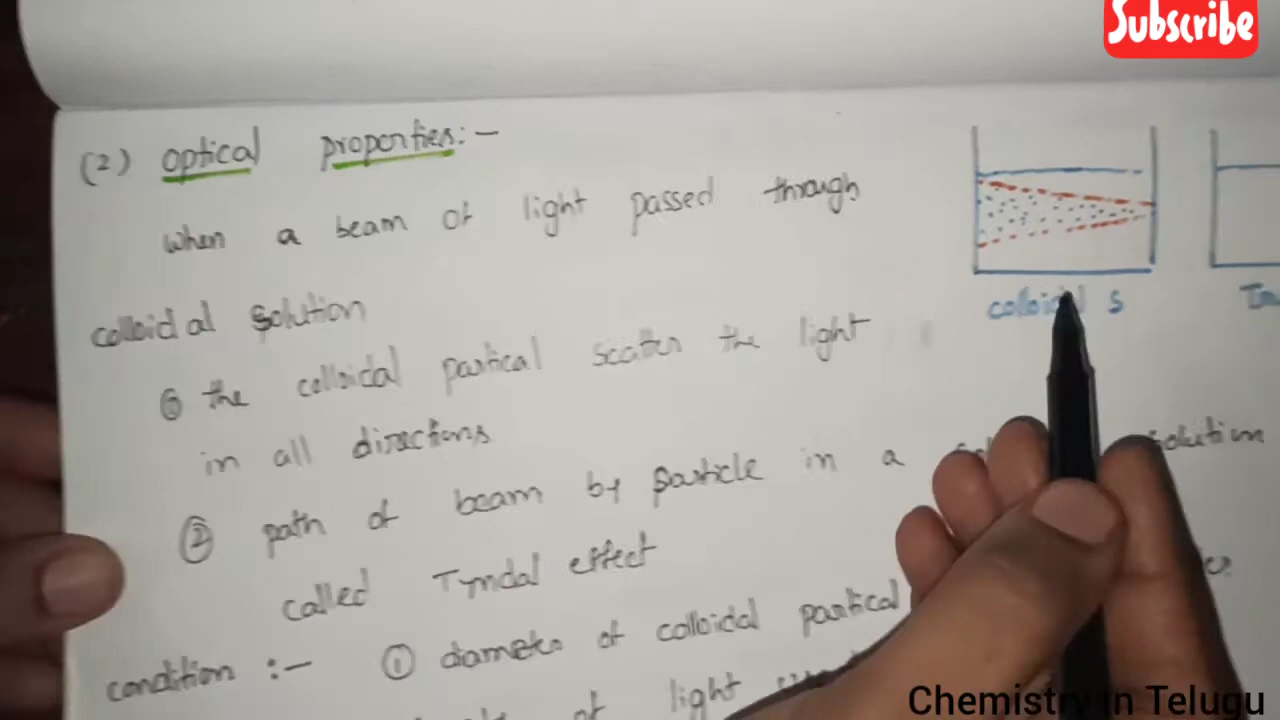 Subscribe
(2) optical properties:-
when a beam of light passed through
colloidal solution
① the colloidal partical scatter the light
in all directions
② path of beam by particle in a solution
called Tyndal effect
condition :- ① diameter of colloidal partical
of light
colloidal s
Chemistry in Telugu